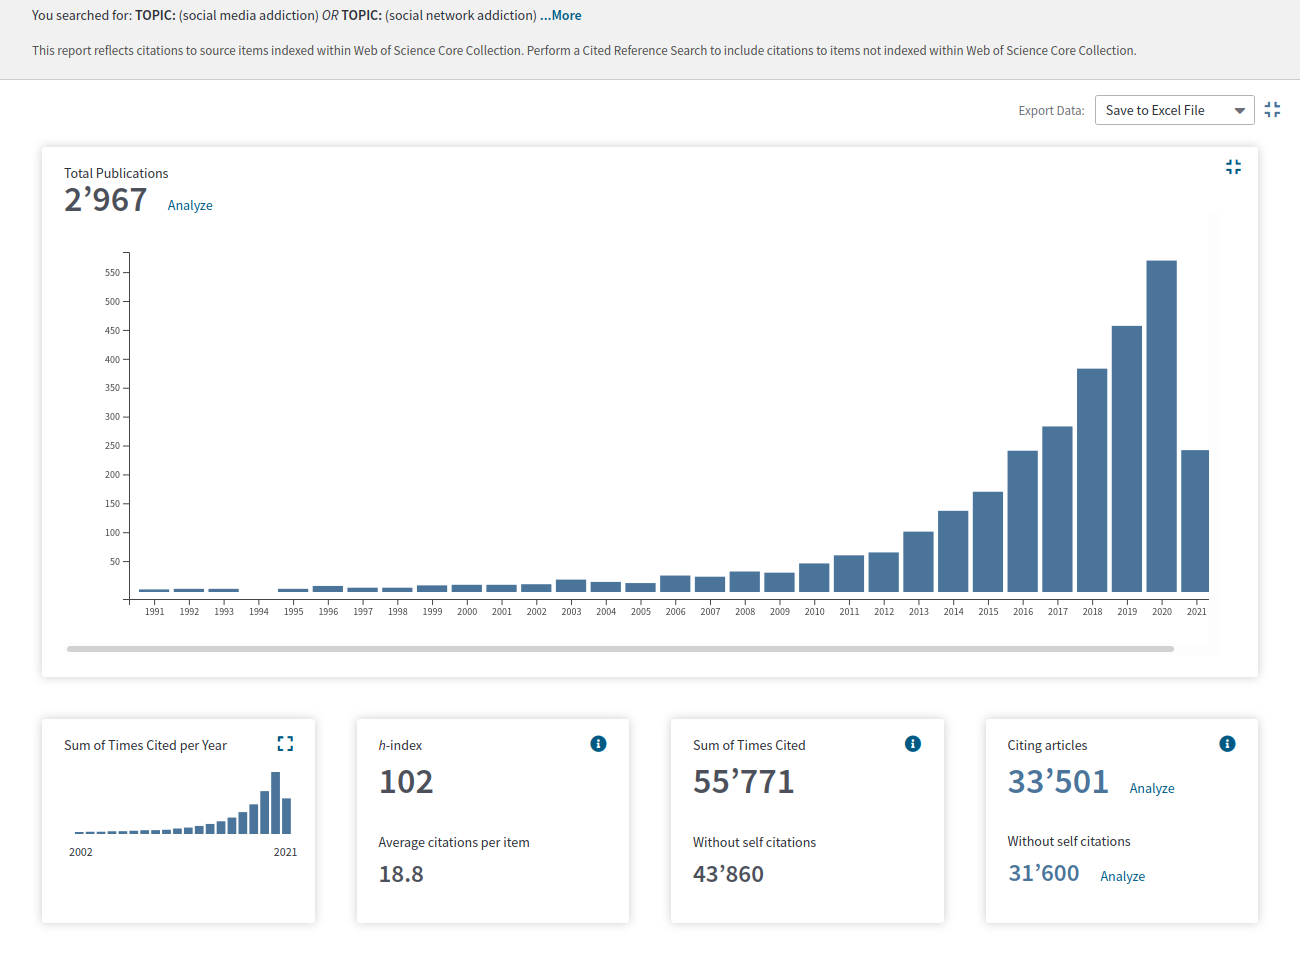 You searched for: TOPIC: (social media addiction) OR TOPIC: (social network addiction) ...More
This report reflects citations to source items indexed within Web of Science Core Collection. Perform a Cited Reference Search to include citations to items not indexed within Web of Science Core Collection.
Export Data: Save to Excel File
Total Publications
2’967 Analyze
550
500
450
400
350
300
250
200
150
100
50
1991 1992 1993 1994 1995 1996 1997 1998 1999 2000 2001 2002 2003 2004 2005 2006 2007 2008 2009 2010 2011 2012 2013 2014 2015 2016 2017 2018 2019 2020 2021
Sum of Times Cited per Year
2002 2021
h-index
102
Average citations per item
18.8
Sum of Times Cited
55’771
Without self citations
43’860
Citing articles
33’501 Analyze
Without self citations
31’600 Analyze